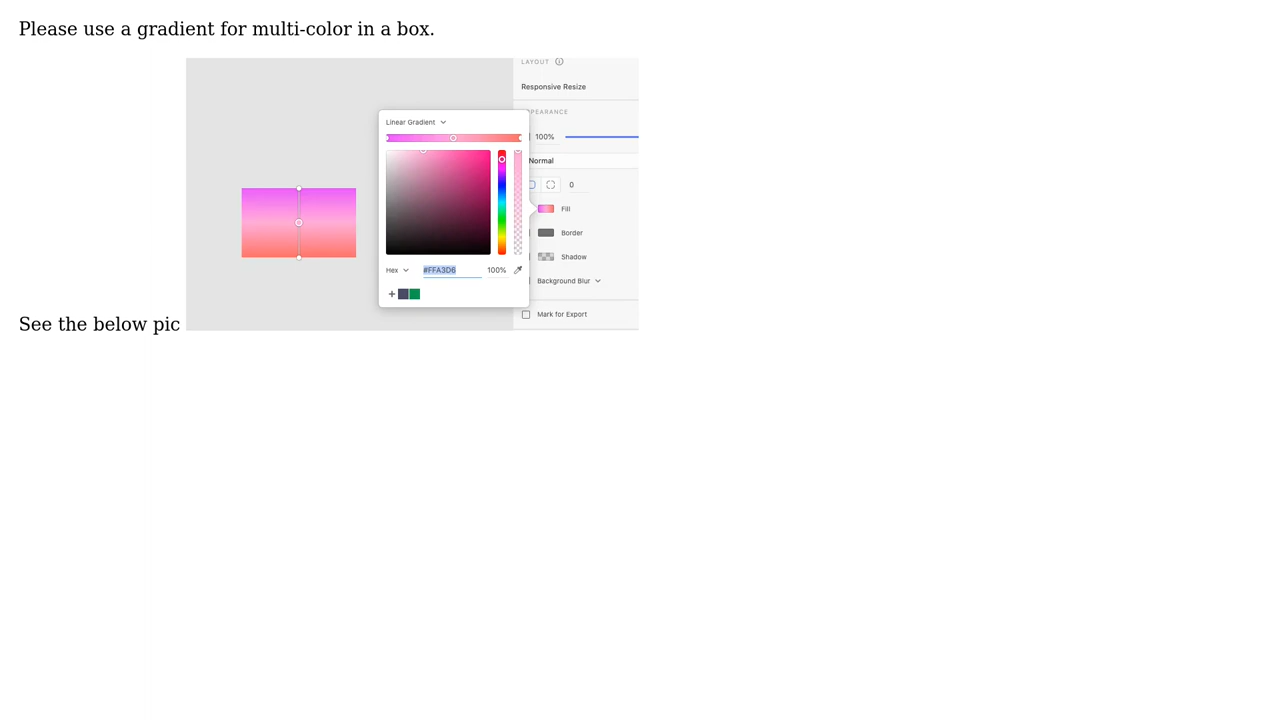 Please use a gradient for multi-color in a box.
LAYOUT
Responsive Resize
PEARANCE
Linear Gradient
100%
Normal
0
Fill
Border
Shadow
Hex #FFA3D6 100%
Background Blur
Mark for Export
See the below pic